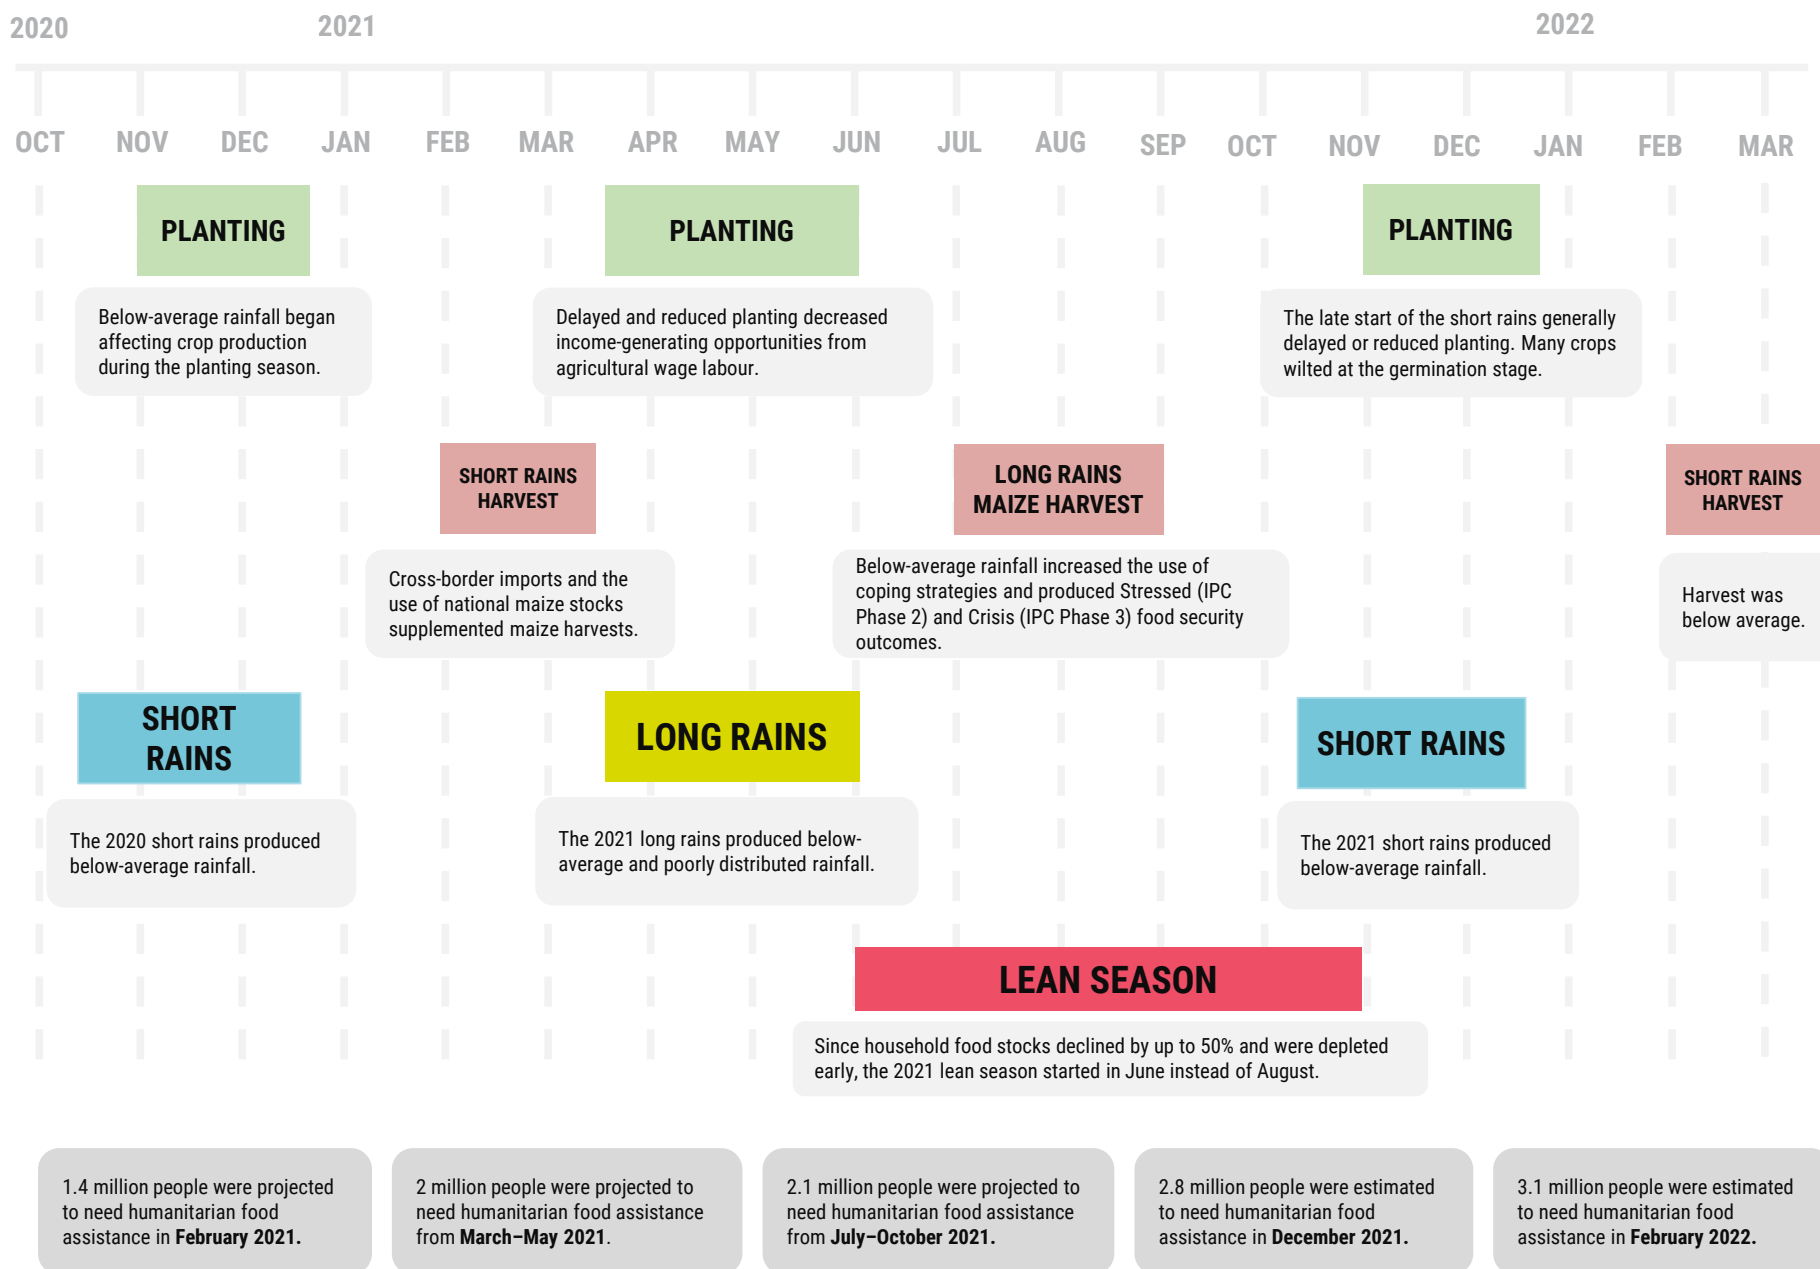 2020
2021
2022
OCT
NOV
DEC
JAN
FEB
MAR
APR
MAY
JUN
JUL
AUG
SEP
OCT
NOV
DEC
JAN
FEB
MAR
PLANTING
Below-average rainfall began
affecting crop production
during the planting season.
PLANTING
Delayed and reduced planting decreased
income-generating opportunities from
agricultural wage labour.
PLANTING
The late start of the short rains generally
delayed or reduced planting. Many crops
wilted at the germination stage.
SHORT RAINS
HARVEST
Cross-border imports and the
use of national maize stocks
supplemented maize harvests.
LONG RAINS
MAIZE HARVEST
Below-average rainfall increased the use of
coping strategies and produced Stressed (IPC
Phase 2) and Crisis (IPC Phase 3) food security
outcomes.
SHORT RAINS
HARVEST
Harvest was
below average.
SHORT
RAINS
The 2020 short rains produced
below-average rainfall.
LONG RAINS
The 2021 long rains produced below-
average and poorly distributed rainfall.
SHORT RAINS
The 2021 short rains produced
below-average rainfall.
LEAN SEASON
Since household food stocks declined by up to 50% and were depleted
early, the 2021 lean season started in June instead of August.
1.4 million people were projected
to need humanitarian food
assistance in February 2021.
2 million people were projected to
need humanitarian food assistance
from March–May 2021.
2.1 million people were projected to
need humanitarian food assistance
from July–October 2021.
2.8 million people were estimated
to need humanitarian food
assistance in December 2021.
3.1 million people were estimated
to need humanitarian food
assistance in February 2022.